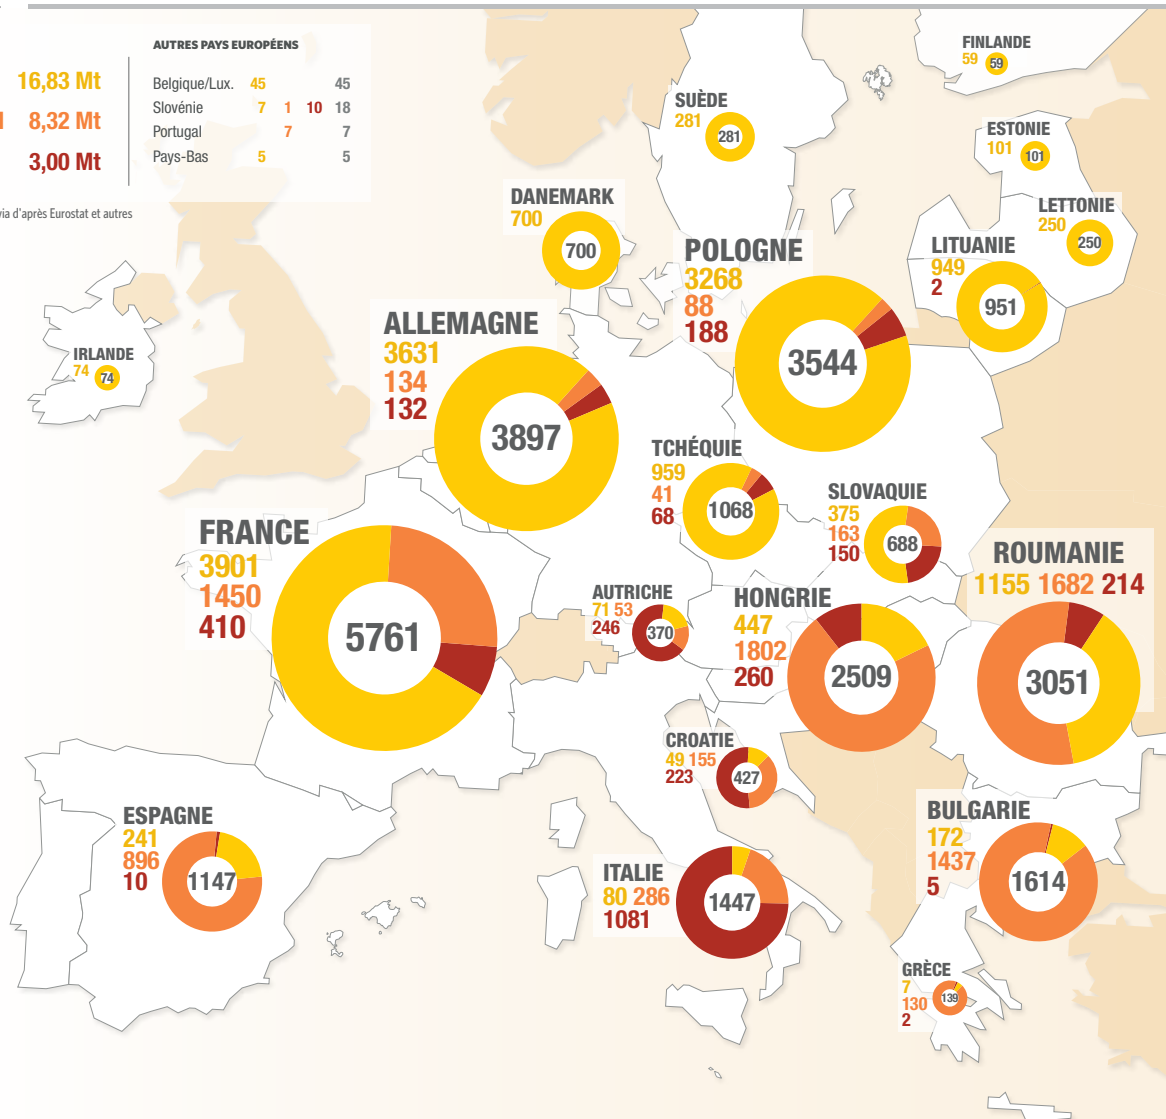 AUTRES PAYS EUROPÉENS
16,83 Mt
8,32 Mt
3,00 Mt
Belgique/Lux. 45 45
Slovénie 7 1 10 18
Portugal 7 7
Pays-Bas 5 5
d'après Eurostat et autres
FINLANDE
59 59
SUÈDE
281 281
ESTONIE
101 101
LETTONIE
250 250
DANEMARK
700
700
LITUANIE
949
2
951
POLOGNE
3268
88
188
3544
ALLEMAGNE
3631
134
132
3897
IRLANDE
74 74
TCHÉQUIE
959
41
68
1068
SLOVAQUIE
375
163
150
688
FRANCE
3901
1450
410
5761
ROUMANIE
1155 1682 214
3051
AUTRICHE
71 53
246
370
HONGRIE
447
1802
260
2509
CROATIE
49 155
223
427
ESPAGNE
241
896
10
1147
BULGARIE
172
1437
5
1614
ITALIE
80 286
1081
1447
GRÈCE
7
130
2
139